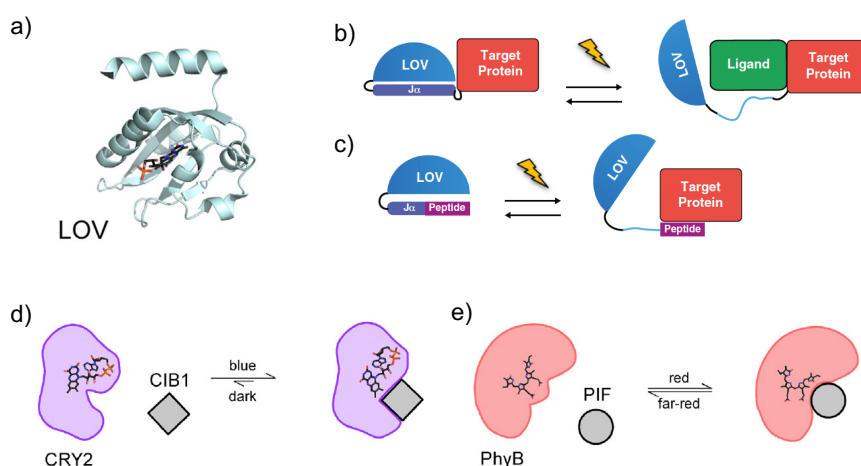 a)
LOV
b)
LOV
Jα
Target
Protein
LOV
Ligand
Target
Protein
c)
LOV
Jα
Peptide
LOV
Target
Protein
Peptide
d)
CRY2
CIB1
blue
dark
e)
PhyB
PIF
red
far-red